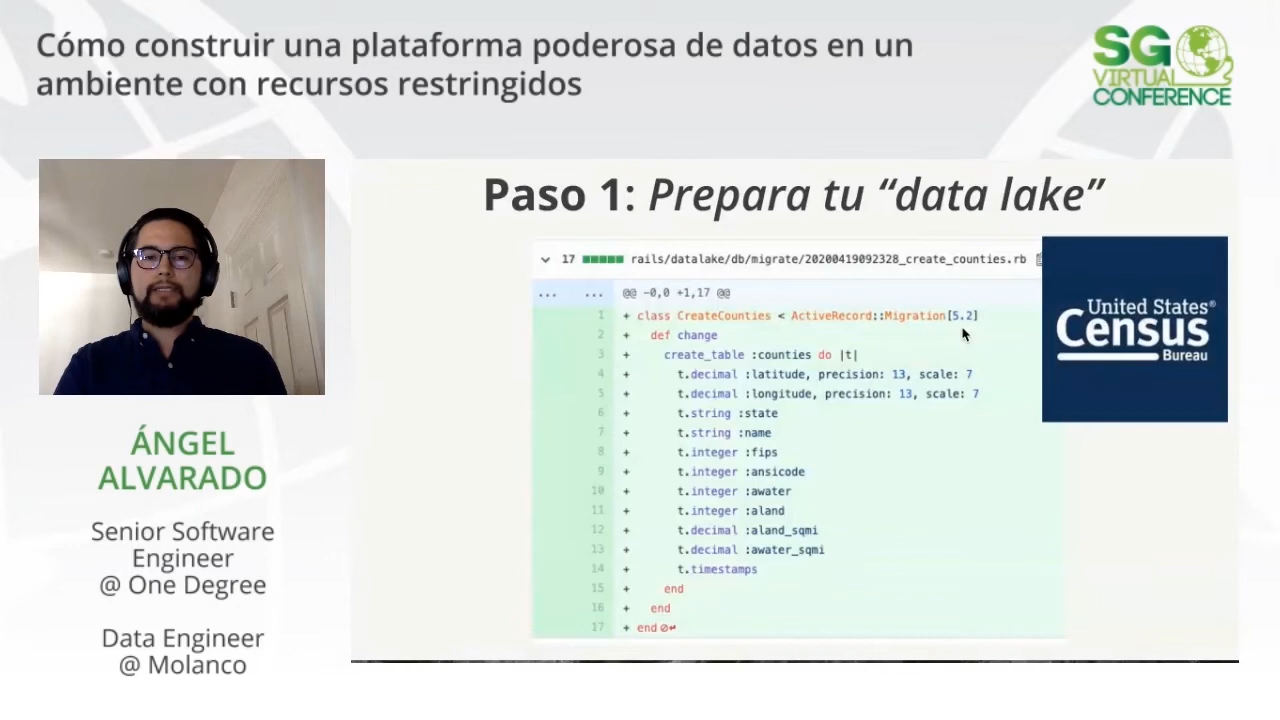 Cómo construir una plataforma poderosa de datos en un
ambiente con recursos restringidos
SG
VIRTUAL
CONFERENCE
ÁNGEL
ALVARADO
Senior Software
Engineer
@ One Degree
Data Engineer
@ Molanco
Paso 1: Prepara tu “data lake”
17 rails/datalake/db/migrate/20200419092328_create_counties.rb
... ... @@ -0,0 +1,17 @@
1 + class CreateCounties < ActiveRecord::Migration[5.2]
2 + def change
3 + create_table :counties do |t|
4 + t.decimal :latitude, precision: 13, scale: 7
5 + t.decimal :longitude, precision: 13, scale: 7
6 + t.string :state
7 + t.string :name
8 + t.integer :fips
9 + t.integer :ansicode
10 + t.integer :awater
11 + t.integer :aland
12 + t.decimal :aland_sqmi
13 + t.decimal :awater_sqmi
14 + t.timestamps
15 + end
16 + end
17 + end
United States®
Census
Bureau